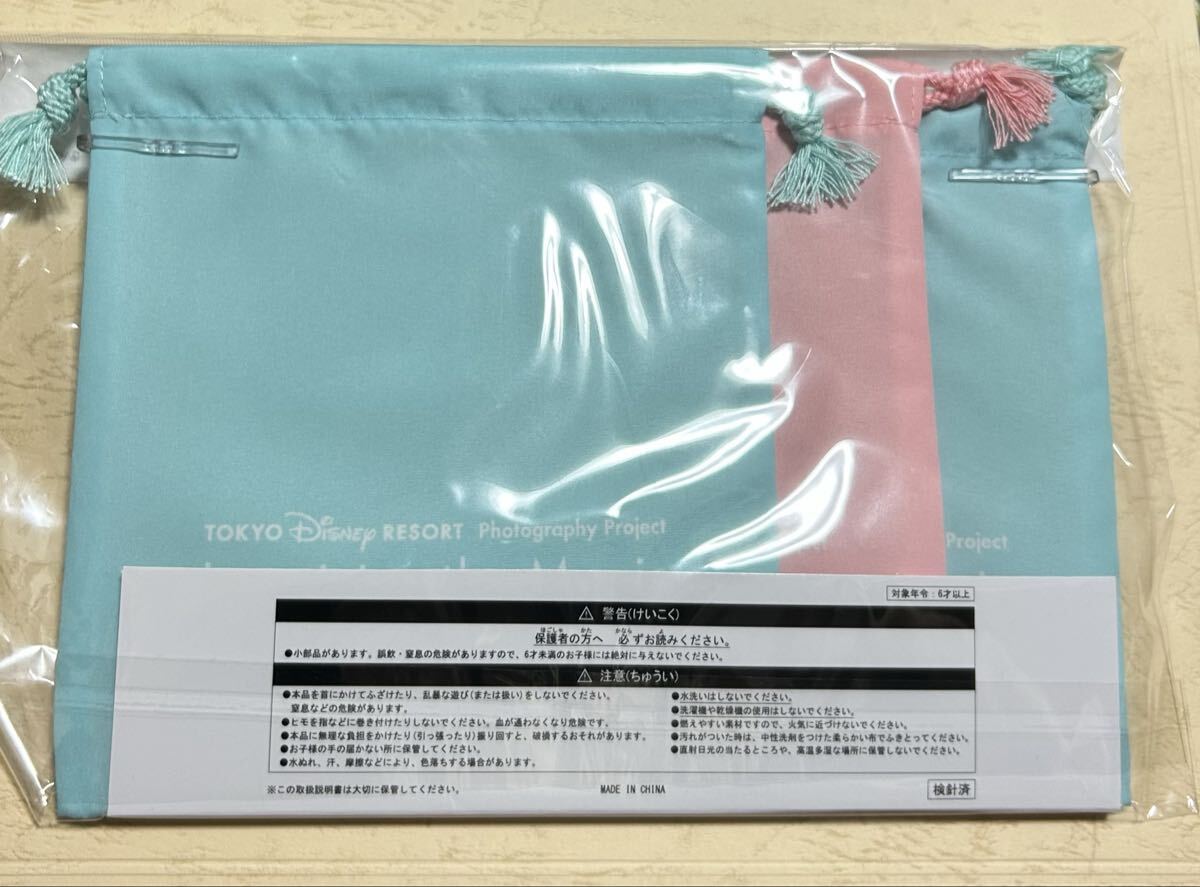 TOKYO Disney RESORT Photography Project
Project
対象年令:6才以上
⚠ 警告(けいこく)
保護者の方へ 必ずお読みください。
●小部品があります。誤飲・窒息の危険がありますので、6才未満のお子様には絶対に与えないでください。
⚠ 注意(ちゅうい)
●本品を首にかけてふざけたり、乱暴な遊び(または扱い)をしないでください。
窒息などの危険があります。
●ヒモを指などに巻き付けたりしないでください。血が通わなくなり危険です。
●本品に無理な負担をかけたり(引っ張ったり)振り回すと、破損するおそれがあります。
●お子様の手の届かない所に保管してください。
●水ぬれ、汗、摩擦などにより、色落ちする場合があります。
●水洗いはしないでください。
●洗濯機や乾燥機の使用はしないでください。
●燃えやすい素材ですので、火気に近づけないでください。
●汚れがついた時は、中性洗剤をつけた柔らかい布でふきとってください。
●直射日光の当たるところや、高温多湿な場所に保管しないでください。
※この取扱説明書は大切に保管してください。
MADE IN CHINA
検針済